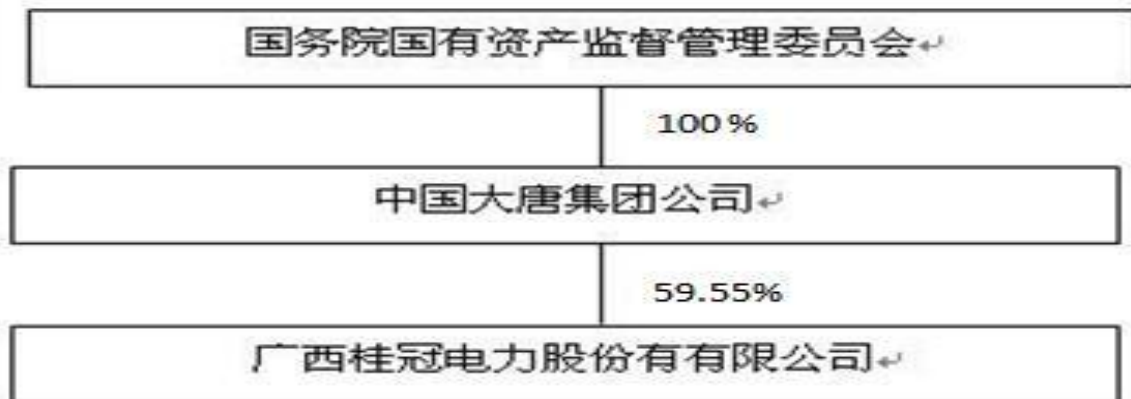 国务院国有资产监督管理委员会↵
100%
中国大唐集团公司↵
59.55%
广西桂冠电力股份有有限公司↵